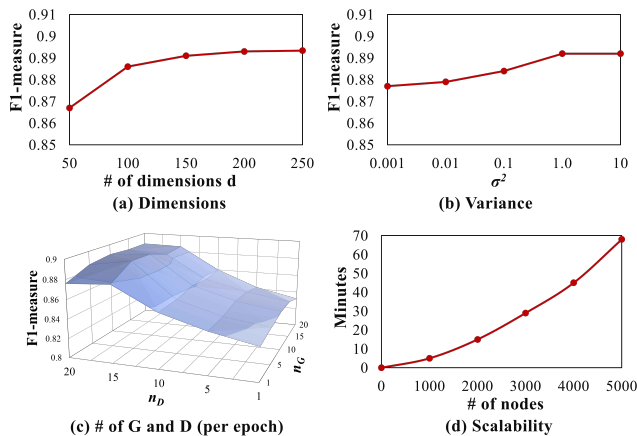 0.91
0.9
0.89
0.88
0.87
0.86
0.85
F1-measure
50 100 150 200 250
# of dimensions d
(a) Dimensions
0.91
0.9
0.89
0.88
0.87
0.86
0.85
F1-measure
0.001 0.01 0.1 1.0 10
σ²
(b) Variance
0.9
0.88
0.86
0.84
0.82
0.8
F1-measure
20 15 10 5 1
n_D
20
15
10
5
1
n_G
(c) # of G and D (per epoch)
70
60
50
40
30
20
10
0
Minutes
0 1000 2000 3000 4000 5000
# of nodes
(d) Scalability